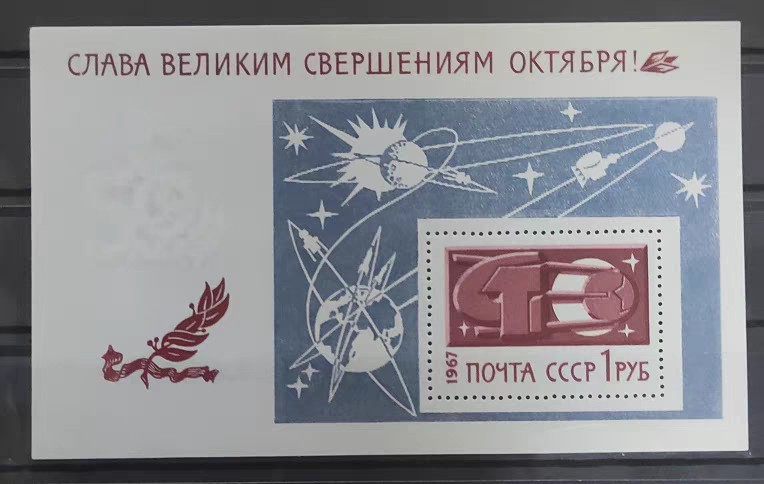 СЛАВА ВЕЛИКИМ СВЕРШЕНИЯМ ОКТЯБРЯ!
1967 ПОЧТА СССР 1 РУБ